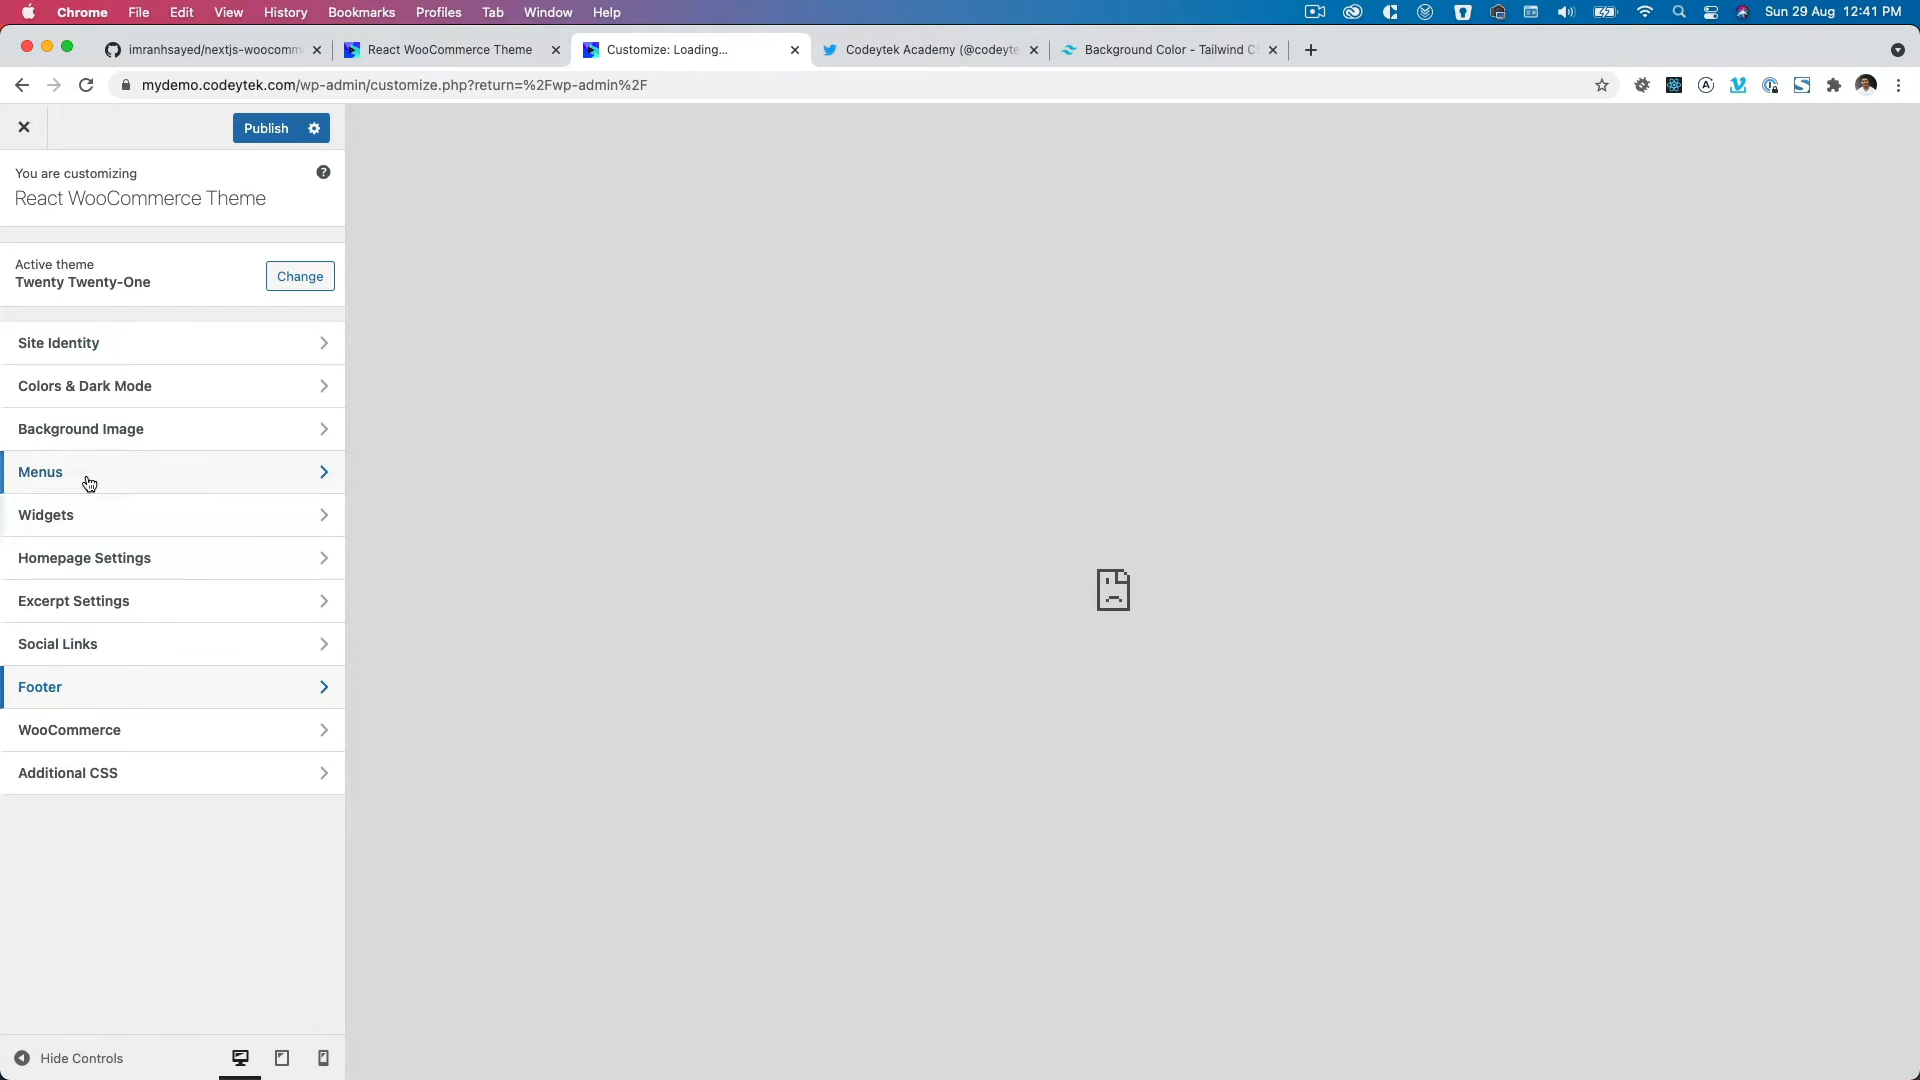 Chrome File Edit View History Bookmarks Profiles Tab Window Help Sun 29 Aug 12:41 PM
imranhsayed/nextjs-woocomm React WooCommerce Theme Customize: Loading... Codeytek Academy (@codeyte Background Color - Tailwind C
mydemo.codeytek.com/wp-admin/customize.php?return=%2Fwp-admin%2F
Publish
You are customizing
React WooCommerce Theme
Active theme
Twenty Twenty-One
Change
Site Identity
Colors & Dark Mode
Background Image
Menus
Widgets
Homepage Settings
Excerpt Settings
Social Links
Footer
WooCommerce
Additional CSS
Hide Controls